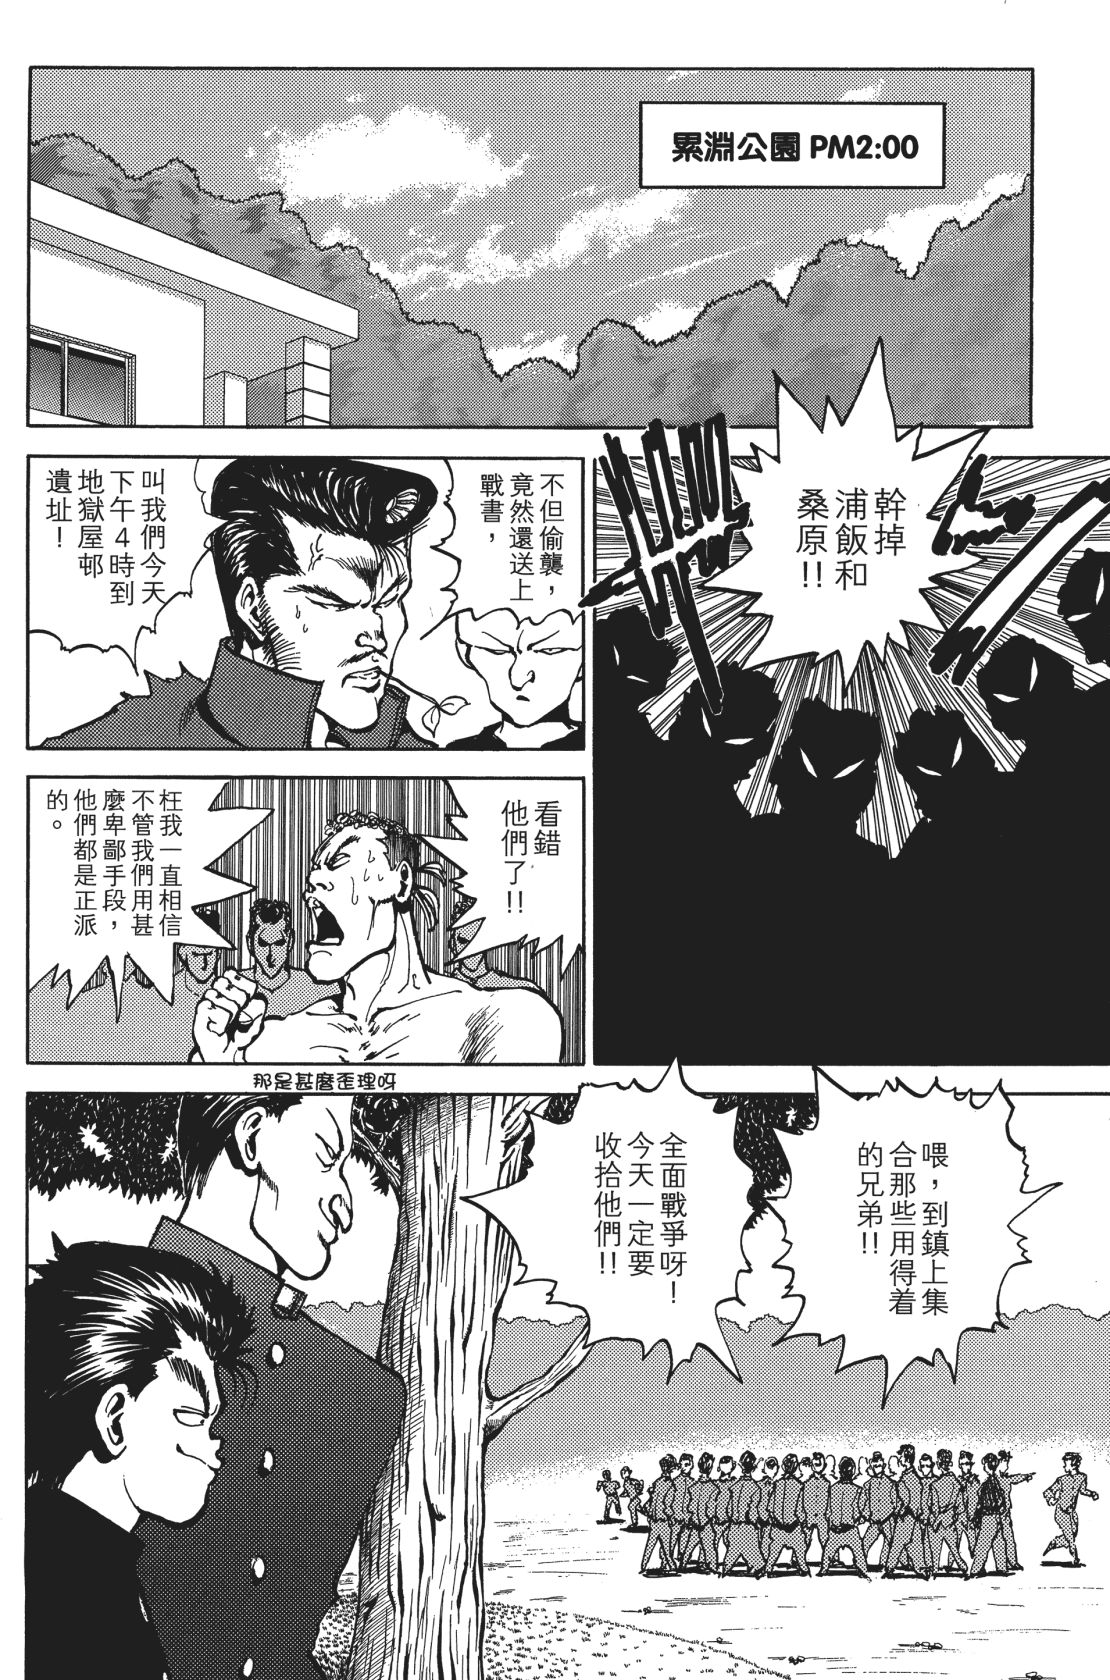 累淵公園 PM2:00
幹掉
浦飯和
桑原!!
不但偷襲，
竟然還送上
戰書，
叫我們今天
下午4時到
地獄屋邨
遺址！
看錯
他們了!!
枉我一直相信
不管我們用甚
麼卑鄙手段，
他們都是正派
的。
那是甚麼歪理呀
喂，到鎮上集
合那些用得着
的兄弟!!
全面戰爭呀！
今天一定要
收拾他們!!